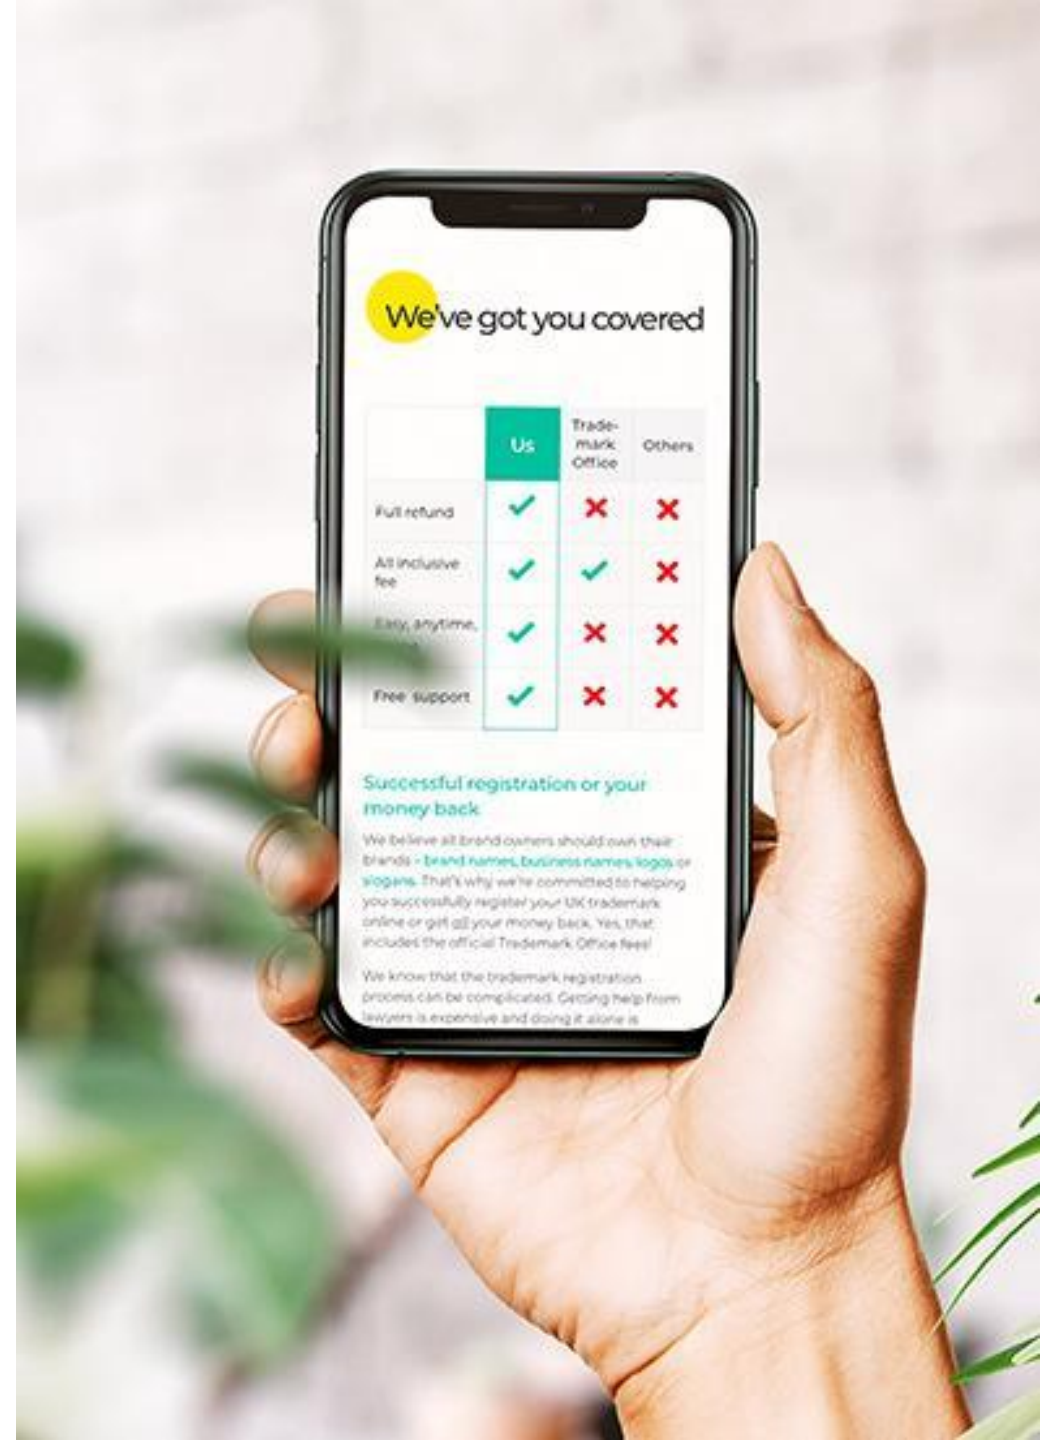 We've got you covered
Us
Trade-
mark
Office
Others
Full refund
All inclusive
fee
Easy, anytime,
Free support
Successful registration or your
money back
We believe all brand owners should own their
brands – brand names, business names, logos or
slogans. That's why we're committed to helping
you successfully register your UK trademark
online or get all your money back. Yes, that
includes the official Trademark Office fees!
We know that the trademark registration
process can be complicated. Getting help from
lawyers is expensive and doing it alone is